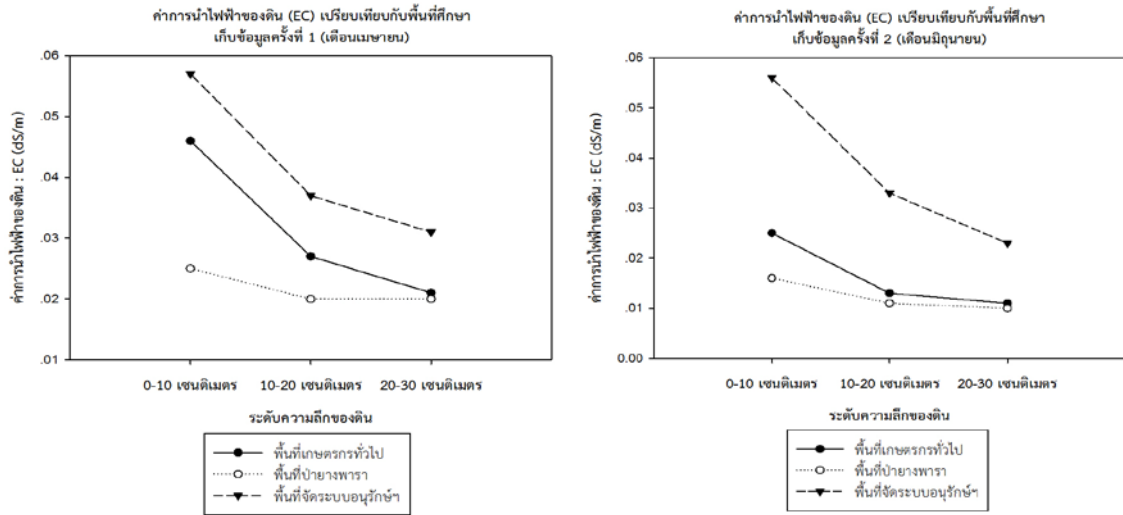 ค่าการนำไฟฟ้าของดิน (EC) เปรียบเทียบกับพื้นที่ศึกษา
เก็บข้อมูลครั้งที่ 1 (เดือนเมษายน)
ค่าการนำไฟฟ้าของดิน : EC (dS/m)
.06
.05
.04
.03
.02
.01
0-10 เซนติเมตร 10-20 เซนติเมตร 20-30 เซนติเมตร
ระดับความลึกของดิน
พื้นที่เกษตรกรทั่วไป
พื้นที่ป่ายางพารา
พื้นที่จัดระบบอนุรักษ์ฯ
ค่าการนำไฟฟ้าของดิน (EC) เปรียบเทียบกับพื้นที่ศึกษา
เก็บข้อมูลครั้งที่ 2 (เดือนมิถุนายน)
ค่าการนำไฟฟ้าของดิน : EC (dS/m)
.06
.05
.04
.03
.02
.01
0.00
0-10 เซนติเมตร 10-20 เซนติเมตร 20-30 เซนติเมตร
ระดับความลึกของดิน
พื้นที่เกษตรกรทั่วไป
พื้นที่ป่ายางพารา
พื้นที่จัดระบบอนุรักษ์ฯ